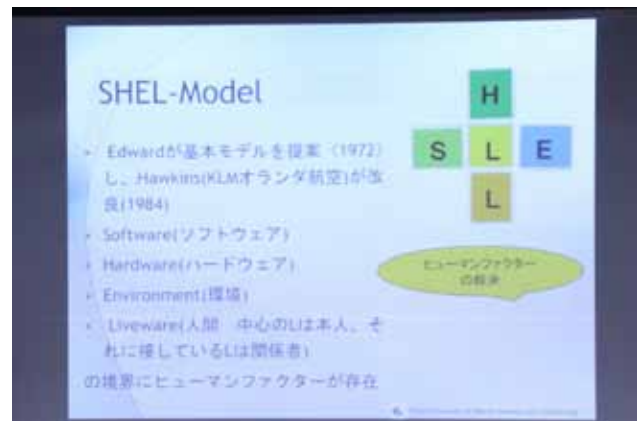 SHEL-Model
Edwardが基本モデルを提案（1972）
し、Hawkins(KLMオランダ航空)が改
良(1984)
Software(ソフトウェア)
Hardware(ハードウェア)
Environment(環境)
Liveware(人間　中心のLは本人、そ
れに接しているLは関係者)
の境界にヒューマンファクターが存在
H
S L E
L
ヒューマンファクター